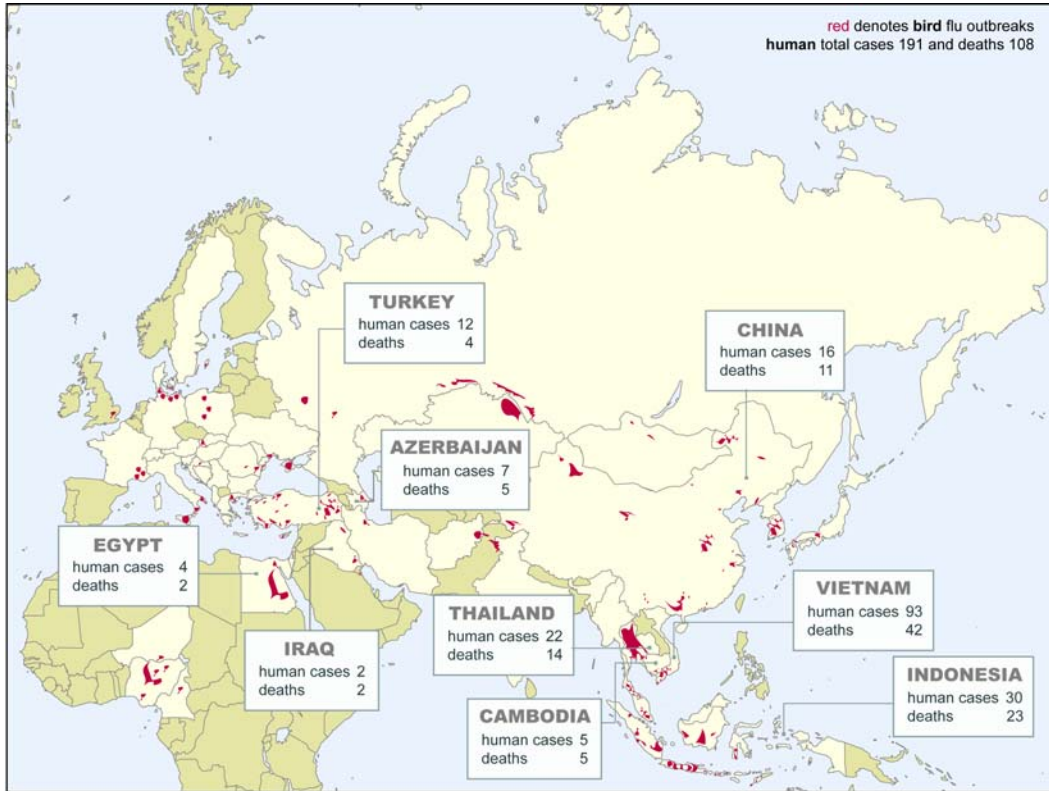 red denotes bird flu outbreaks
human total cases 191 and deaths 108
TURKEY
human cases 12
deaths 4
CHINA
human cases 16
deaths 11
AZERBAIJAN
human cases 7
deaths 5
EGYPT
human cases 4
deaths 2
IRAQ
human cases 2
deaths 2
THAILAND
human cases 22
deaths 14
VIETNAM
human cases 93
deaths 42
CAMBODIA
human cases 5
deaths 5
INDONESIA
human cases 30
deaths 23